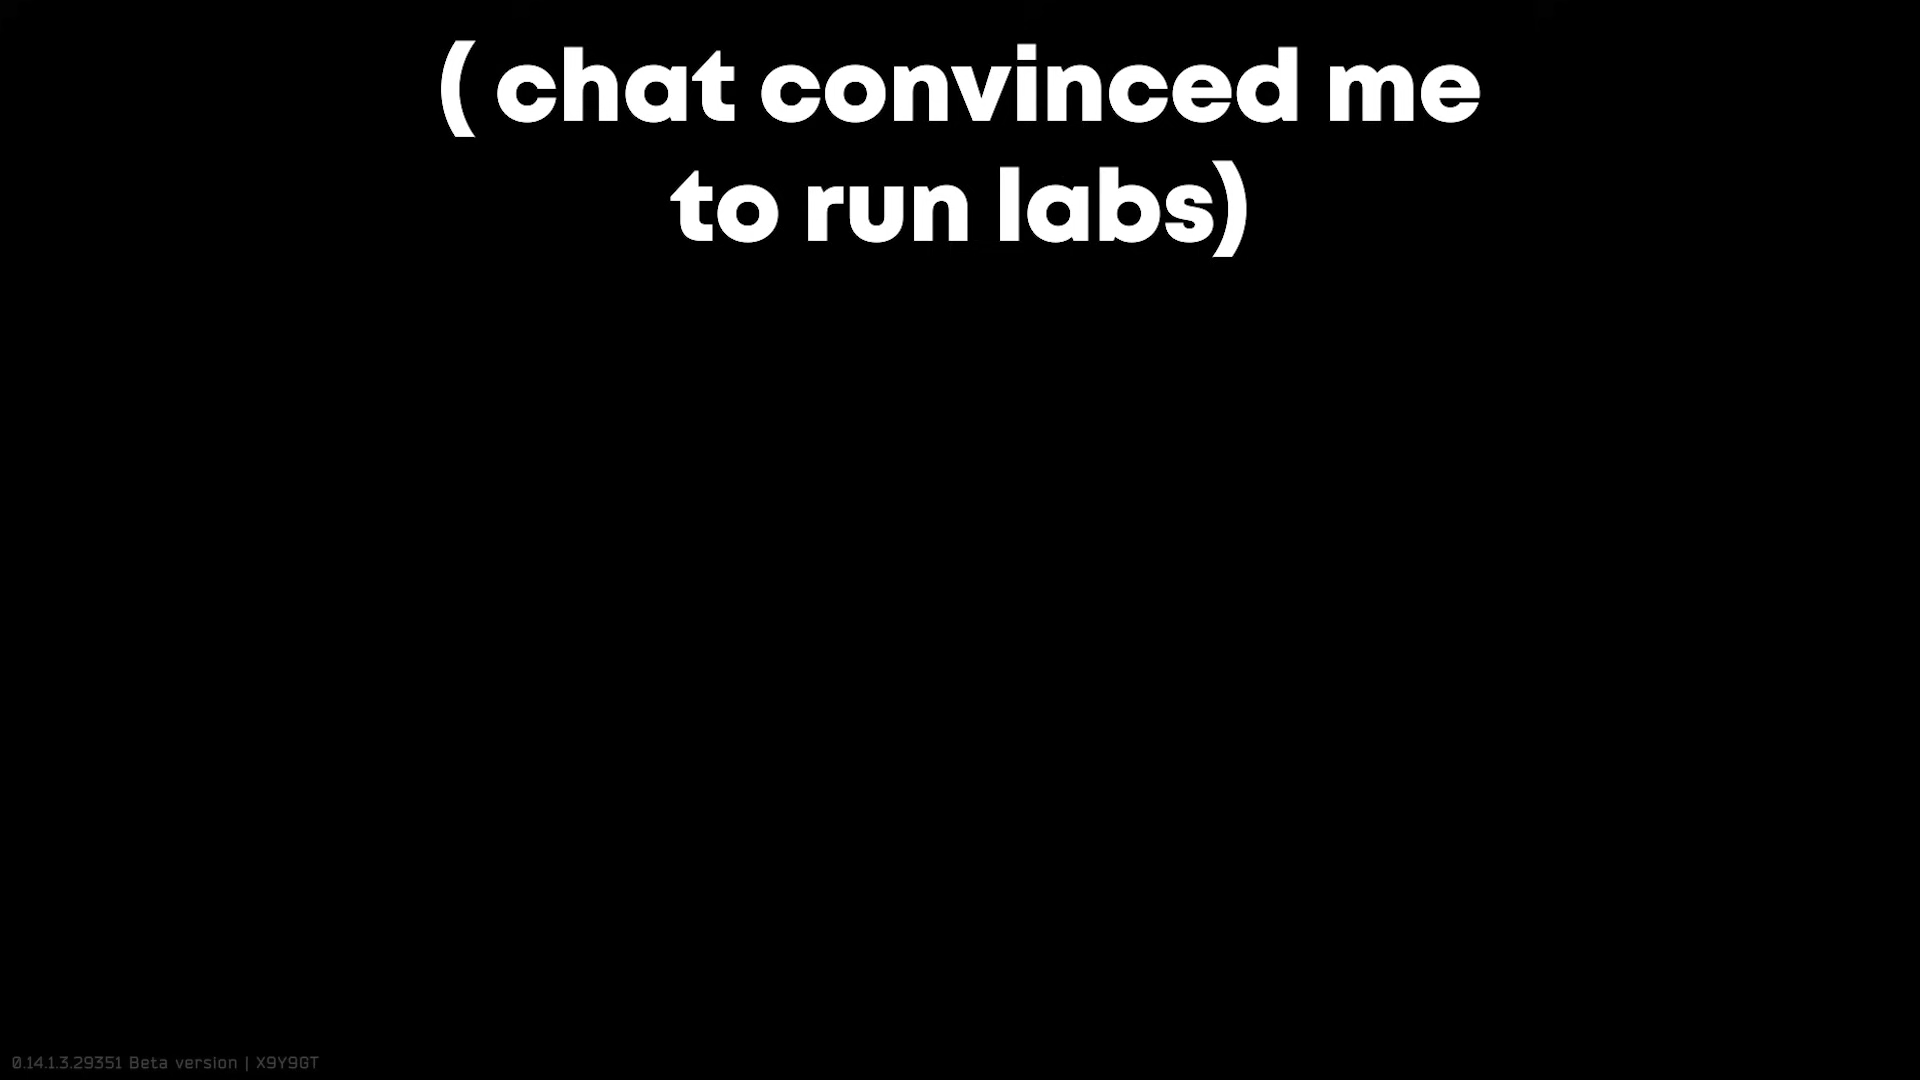 ( chat convinced me
to run labs)
0.14.1.3.29351 Beta version | X9Y9GT